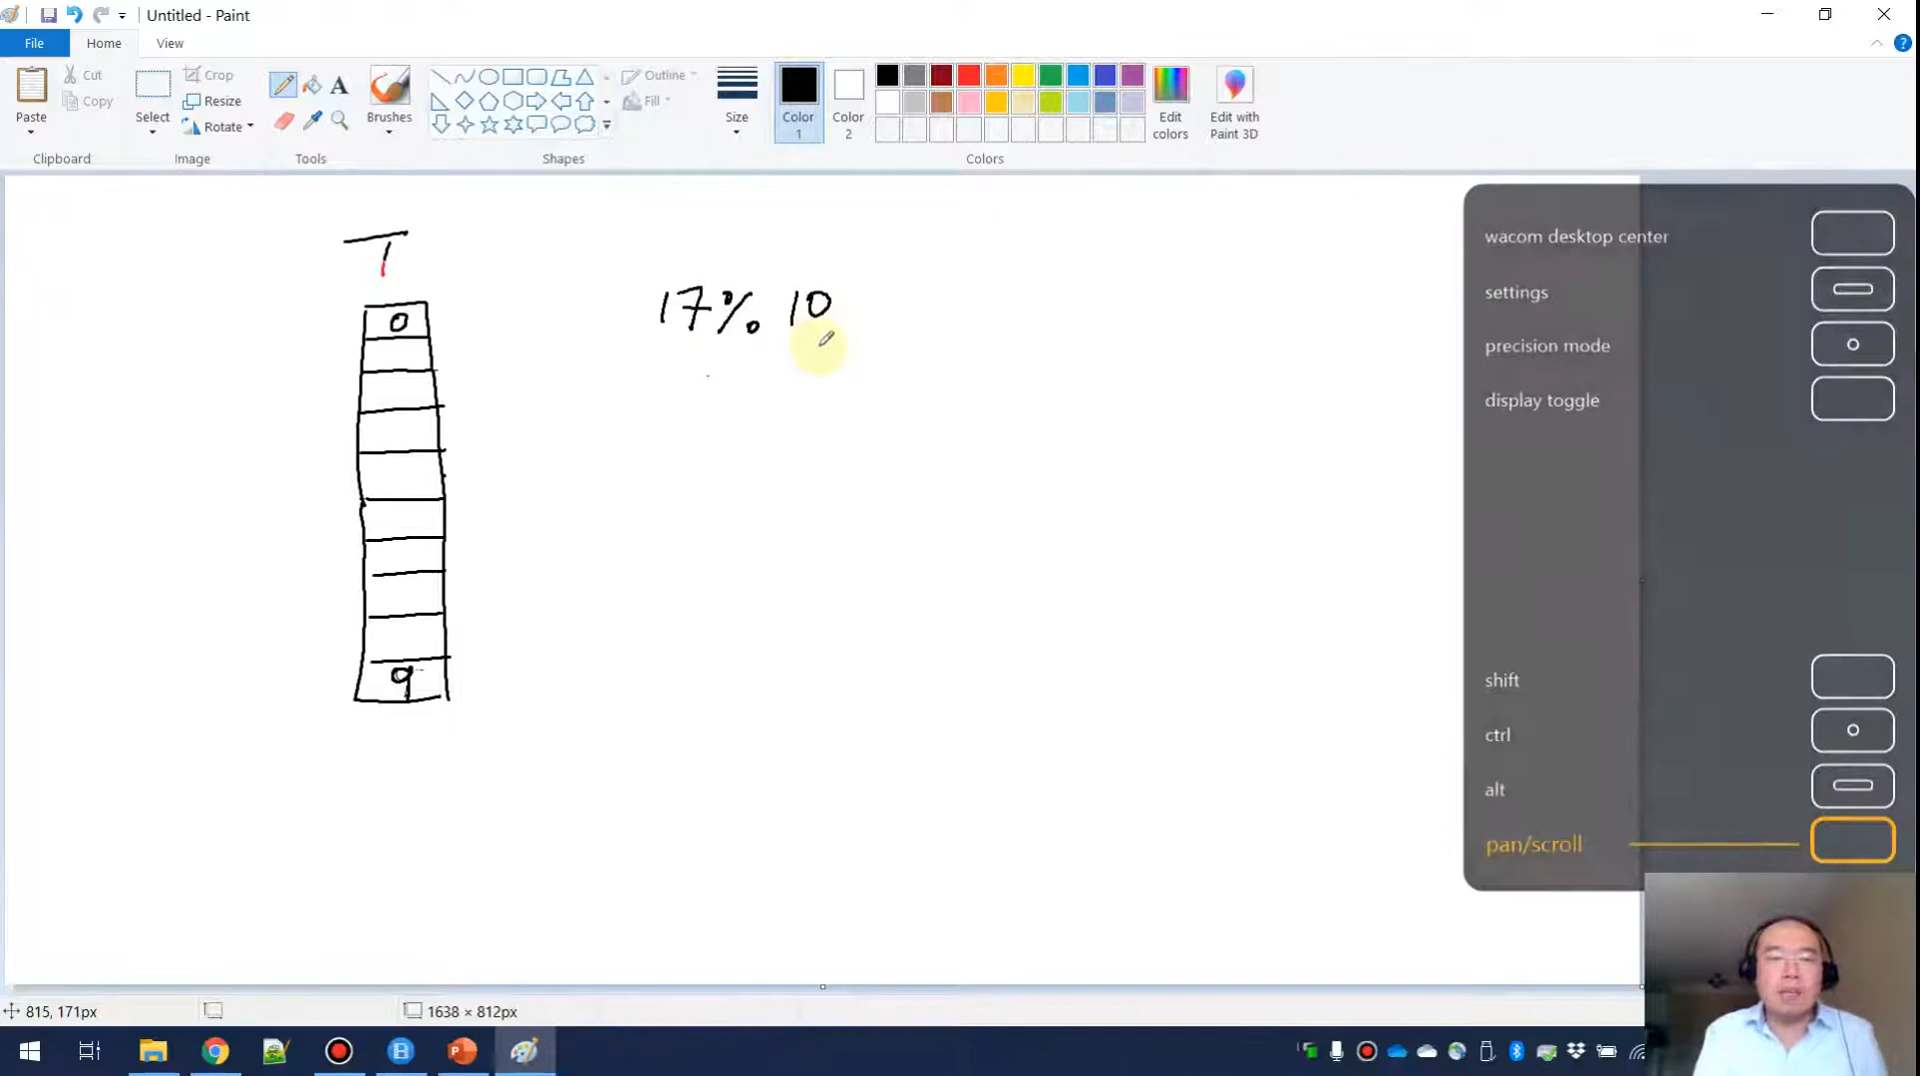 Untitled - Paint
File
Home
View
Paste
Cut
Copy
Clipboard
Select
Crop
Resize
Rotate
Image
A
Tools
Brushes
Outline
Fill
Shapes
Size
Color
1
Color
2
Edit
colors
Edit with
Paint 3D
Colors
?
T
0
9
17% 10
wacom desktop center
settings
precision mode
display toggle
shift
ctrl
alt
pan/scroll
815, 171px
1638 × 812px